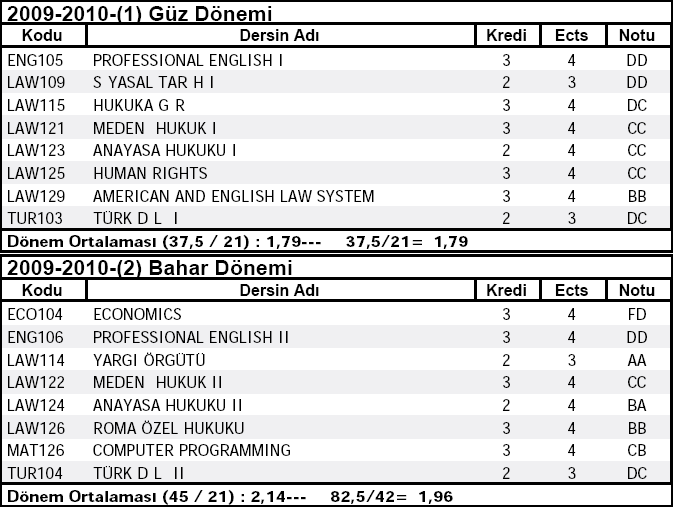 2009-2010-(1) Güz Dönemi
Kodu Dersin Adı Kredi Ects Notu
ENG105 PROFESSIONAL ENGLISH I 3 4 DD
LAW109 S YASAL TAR H I 2 3 DD
LAW115 HUKUKA G R 3 4 DC
LAW121 MEDEN HUKUK I 3 4 CC
LAW123 ANAYASA HUKUKU I 2 4 CC
LAW125 HUMAN RIGHTS 3 4 CC
LAW129 AMERICAN AND ENGLISH LAW SYSTEM 3 4 BB
TUR103 TÜRK D L I 2 3 DC
Dönem Ortalaması (37,5 / 21) : 1,79--- 37,5/21= 1,79
2009-2010-(2) Bahar Dönemi
Kodu Dersin Adı Kredi Ects Notu
ECO104 ECONOMICS 3 4 FD
ENG106 PROFESSIONAL ENGLISH II 3 4 DD
LAW114 YARGI ÖRGÜTÜ 2 3 AA
LAW122 MEDEN HUKUK II 3 4 CC
LAW124 ANAYASA HUKUKU II 2 4 BA
LAW126 ROMA ÖZEL HUKUKU 3 4 BB
MAT126 COMPUTER PROGRAMMING 3 4 CB
TUR104 TÜRK D L II 2 3 DC
Dönem Ortalaması (45 / 21) : 2,14--- 82,5/42= 1,96